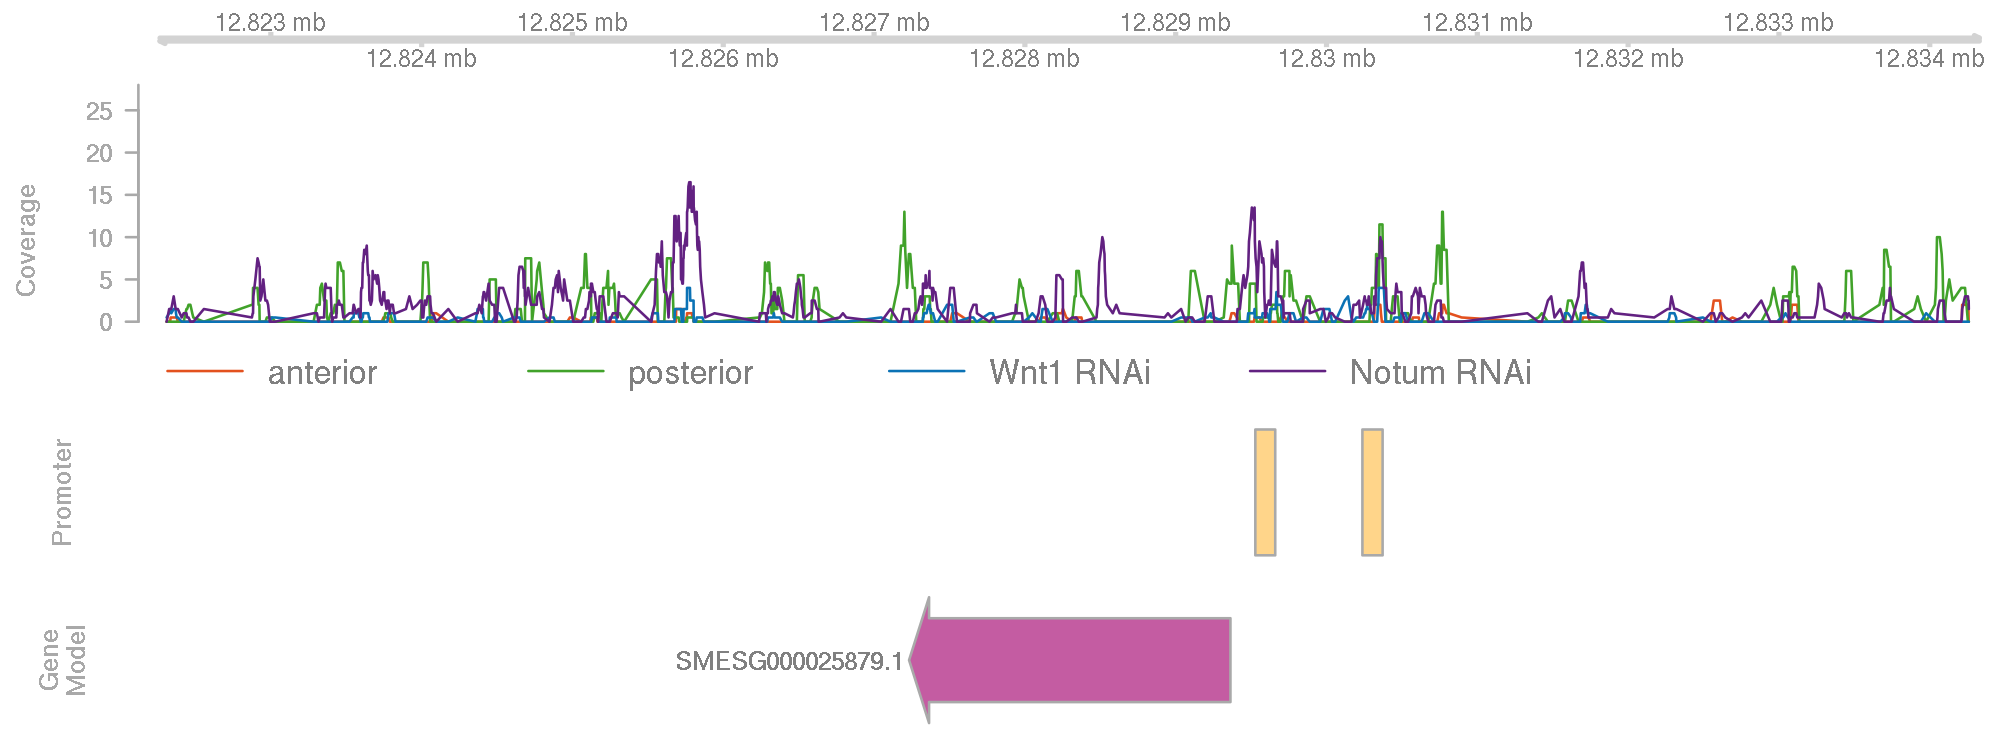 12.823 mb 12.825 mb 12.827 mb 12.829 mb 12.831 mb 12.833 mb
12.824 mb 12.826 mb 12.828 mb 12.83 mb 12.832 mb 12.834 mb
Coverage
25
20
15
10
5
0
anterior posterior Wnt1 RNAi Notum RNAi
Promoter
Gene
Model
SMESG000025879.1